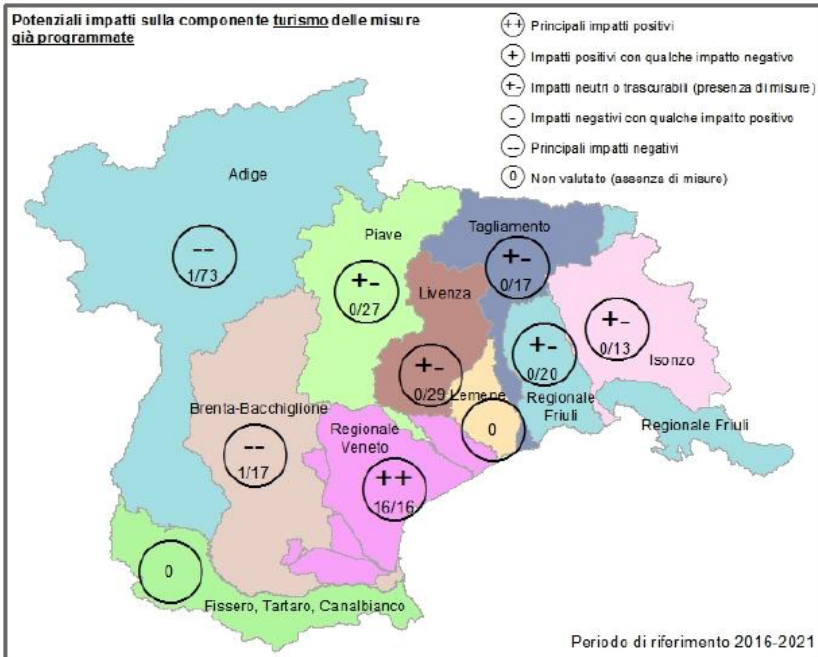 Potenziali impatti sulla componente turismo delle misure
già programmate
++ Principali impatti positivi
+ Impatti positivi con qualche impatto negativo
+- Impatti neutri o trascurabili (presenza di misure)
- Impatti negativi con qualche impatto positivo
-- Principali impatti negativi
0 Non valutato (assenza di misure)
Adige
--
1/73
Piave
+-
0/27
Tagliamento
+-
0/17
Livenza
+-
0/29
Lemene
0
+-
0/20
Regionale
Friuli
+-
0/13
Isonzo
Regionale Friuli
Brenta-Bacchiglione
--
1/17
Regionale
Veneto
++
16/16
0
Fissero, Tartaro, Canalbianco
Periodo di riferimento 2016-2021